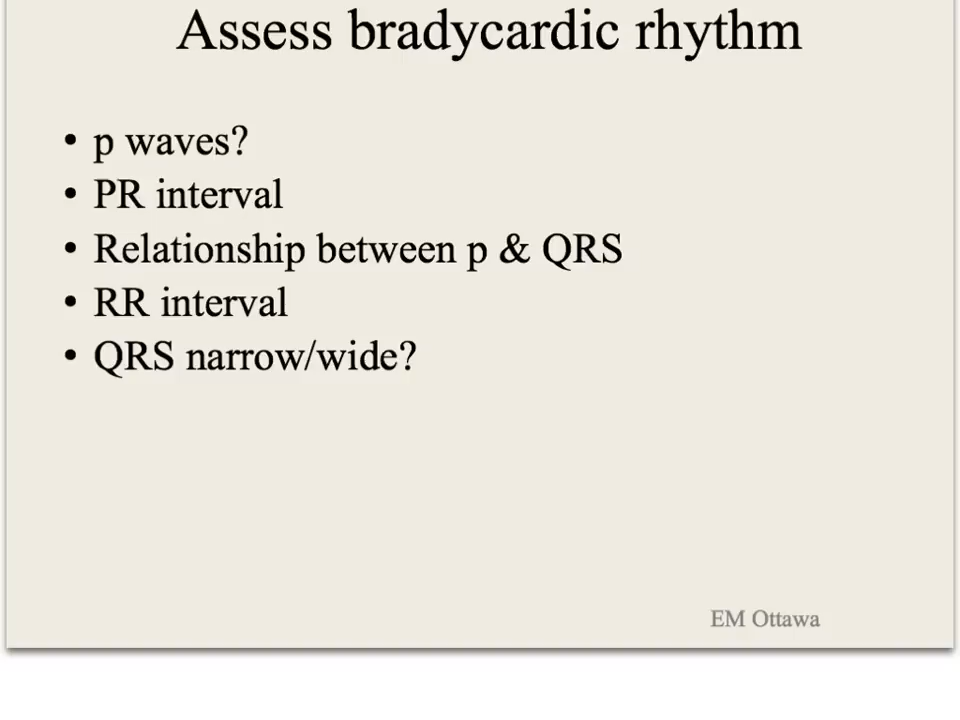 Assess bradycardic rhythm
• p waves?
• PR interval
• Relationship between p & QRS
• RR interval
• QRS narrow/wide?
EM Ottawa